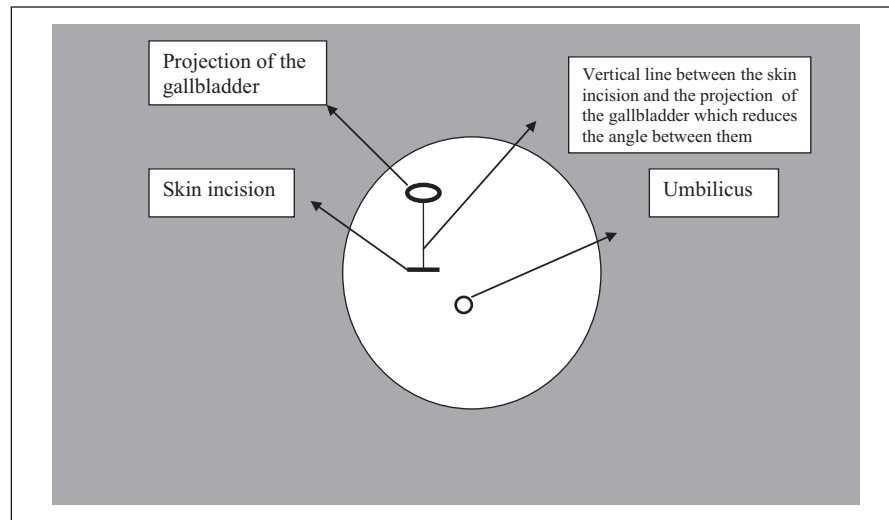 Projection of the
gallbladder
Vertical line between the skin
incision and the projection of
the gallbladder which reduces
the angle between them
Skin incision
Umbilicus